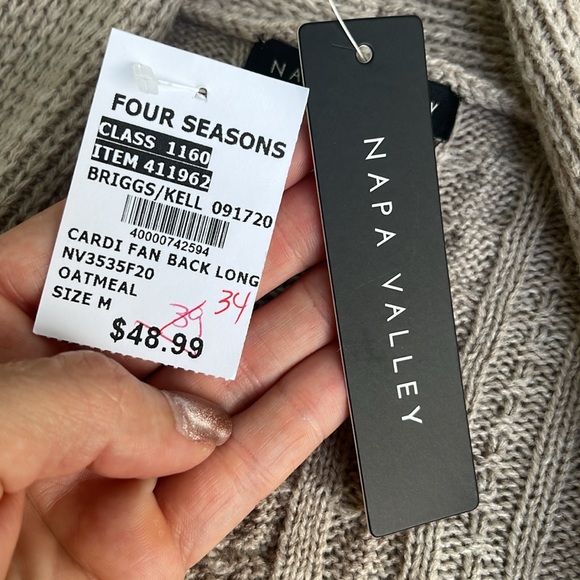 FOUR SEASONS
CLASS 1160
ITEM 411962
BRIGGS/KELL 091720
40000742594
CARDI FAN BACK LONG
NV3535F20
OATMEAL
SIZE M
39 34
$48.99
NA
Y
NAPA VALLEY